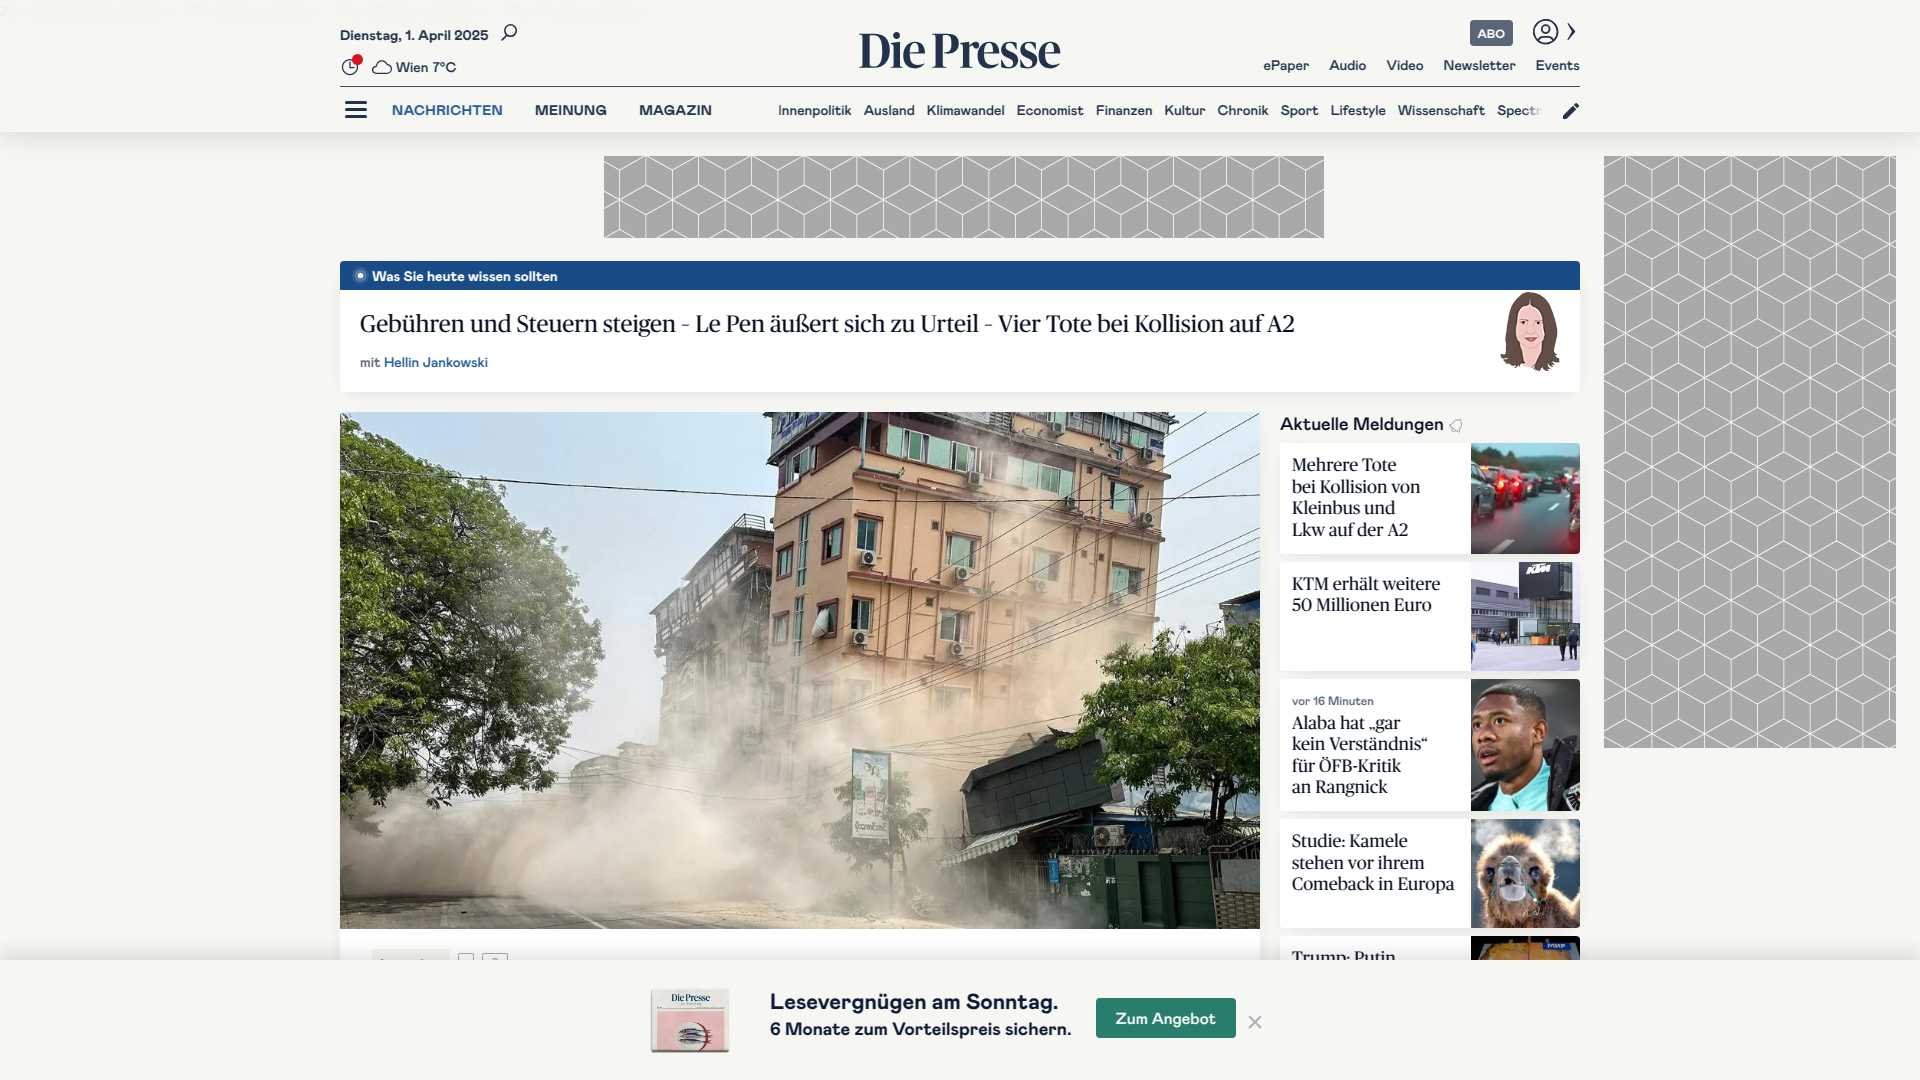 Dienstag, 1. April 2025
Die Presse
ABO
Wien 7°C
ePaper Audio Video Newsletter Events
NACHRICHTEN MEINUNG MAGAZIN
Innenpolitik Ausland Klimawandel Economist Finanzen Kultur Chronik Sport Lifestyle Wissenschaft Spectr
Was Sie heute wissen sollten
Gebühren und Steuern steigen - Le Pen äußert sich zu Urteil - Vier Tote bei Kollision auf A2
mit Hellin Jankowski
Aktuelle Meldungen
Mehrere Tote
bei Kollision von
Kleinbus und
Lkw auf der A2
KTM erhält weitere
50 Millionen Euro
KTM
vor 16 Minuten
Alaba hat „gar
kein Verständnis“
für ÖFB-Kritik
an Rangnick
Studie: Kamele
stehen vor ihrem
Comeback in Europa
Trump: Putin
Die Presse
Lesevergnügen am Sonntag.
6 Monate zum Vorteilspreis sichern.
Zum Angebot